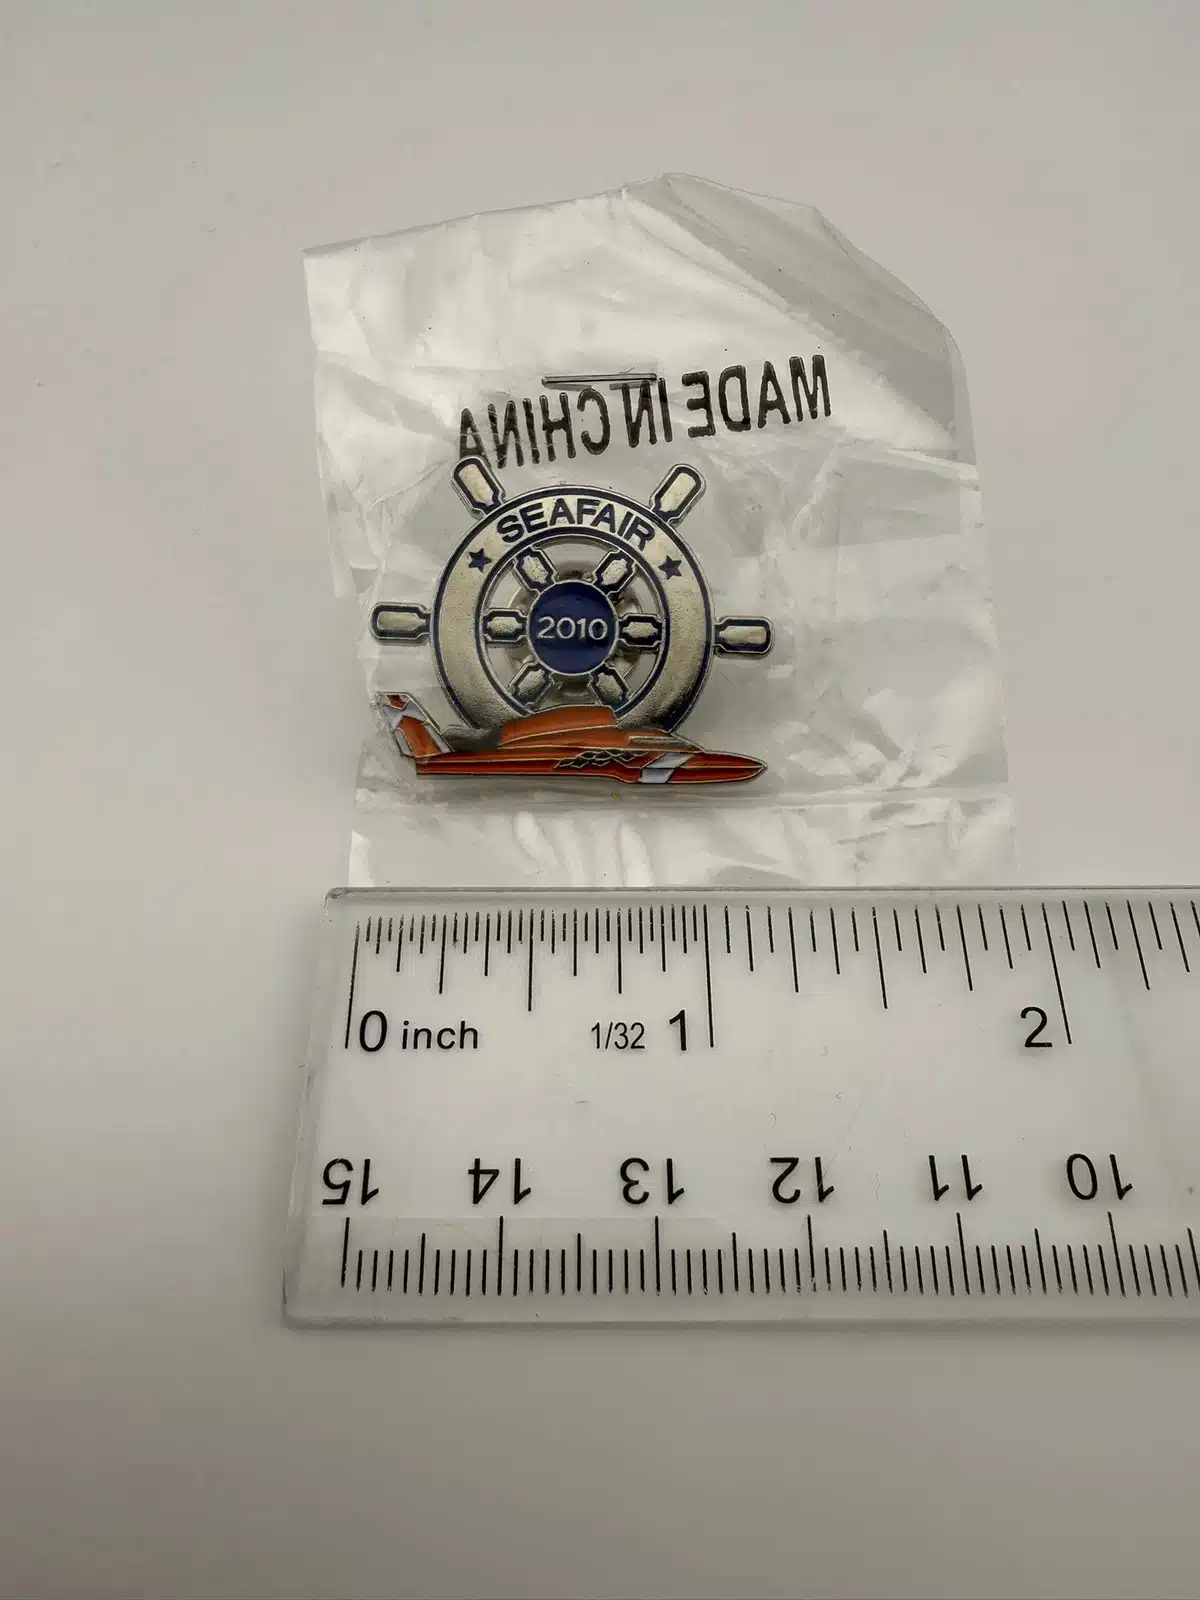 MADE IN CHINA
SEAFAIR
2010
0 inch 1/32 1 2
15 14 13 12 11 10